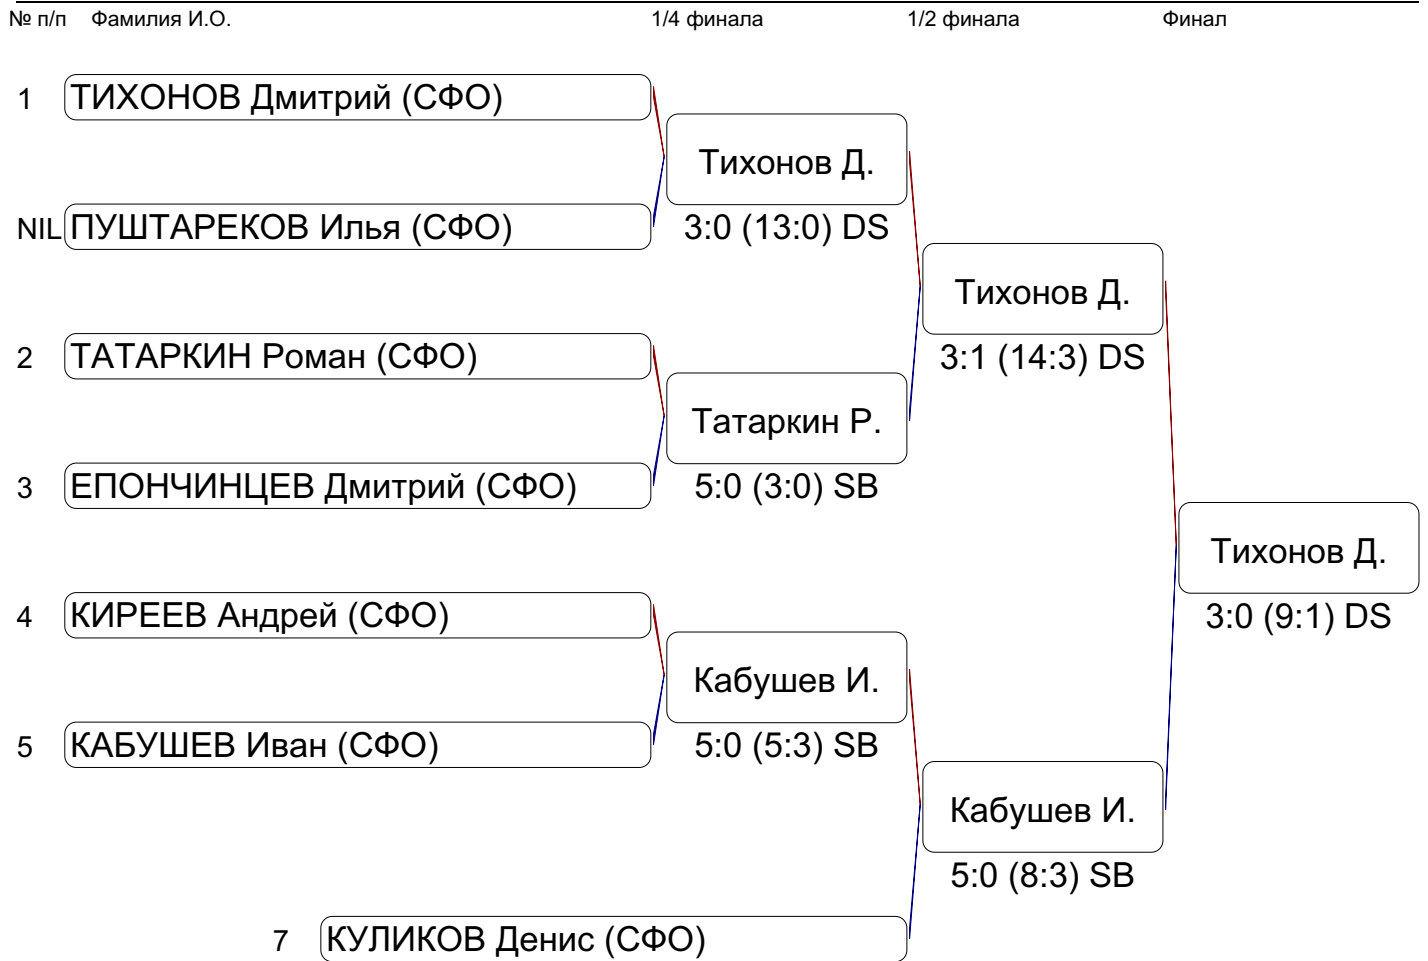 № п/п Фамилия И.О. 1/4 финала 1/2 финала Финал
1 ТИХОНОВ Дмитрий (СФО)
Тихонов Д.
NIL ПУШТАРЕКОВ Илья (СФО) 3:0 (13:0) DS
Тихонов Д.
2 ТАТАРКИН Роман (СФО) 3:1 (14:3) DS
Татаркин Р.
3 ЕПОНЧИНЦЕВ Дмитрий (СФО) 5:0 (3:0) SB
Тихонов Д.
4 КИРЕЕВ Андрей (СФО) 3:0 (9:1) DS
Кабушев И.
5 КАБУШЕВ Иван (СФО) 5:0 (5:3) SB
Кабушев И.
5:0 (8:3) SB
7 КУЛИКОВ Денис (СФО)